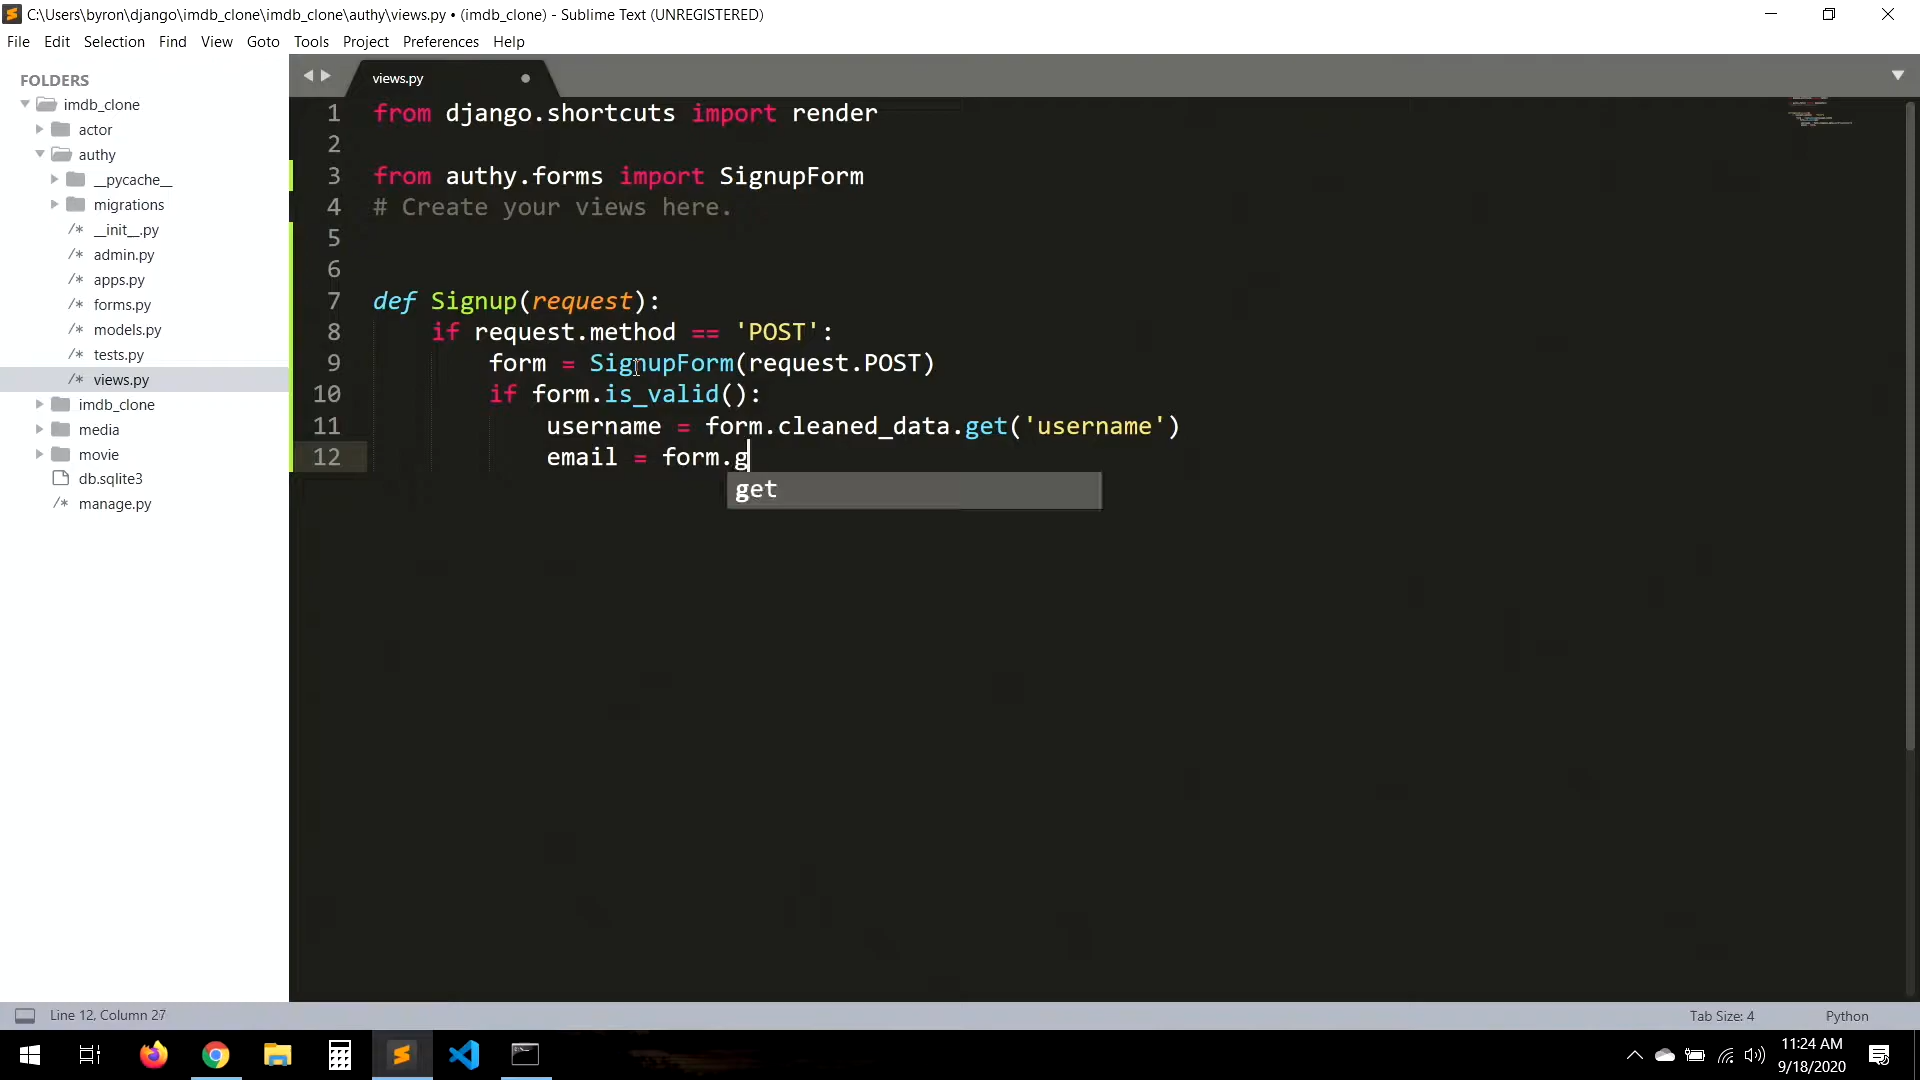 C:\Users\byron\django\imdb_clone\imdb_clone\authy\views.py • (imdb_clone) - Sublime Text (UNREGISTERED)
File Edit Selection Find View Goto Tools Project Preferences Help
FOLDERS
imdb_clone
actor
authy
__pycache__
migrations
/* __init__.py
/* admin.py
/* apps.py
/* forms.py
/* models.py
/* tests.py
/* views.py
imdb_clone
media
movie
db.sqlite3
/* manage.py
views.py
1 from django.shortcuts import render
2
3 from authy.forms import SignupForm
4 # Create your views here.
5
6
7 def Signup(request):
8 if request.method == 'POST':
9 form = SignupForm(request.POST)
10 if form.is_valid():
11 username = form.cleaned_data.get('username')
12 email = form.g
get
Line 12, Column 27
Tab Size: 4
Python
11:24 AM
9/18/2020